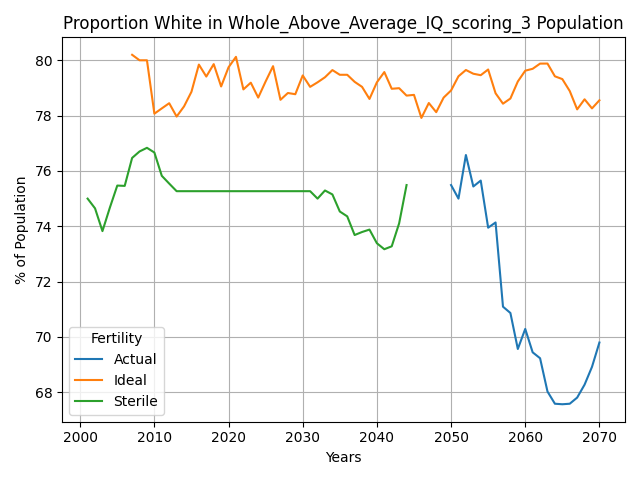 Proportion White in Whole_Above_Average_IQ_scoring_3 Population
% of Population
80
78
76
74
72
70
68
Fertility
Actual
Ideal
Sterile
2000 2010 2020 2030 2040 2050 2060 2070
Years